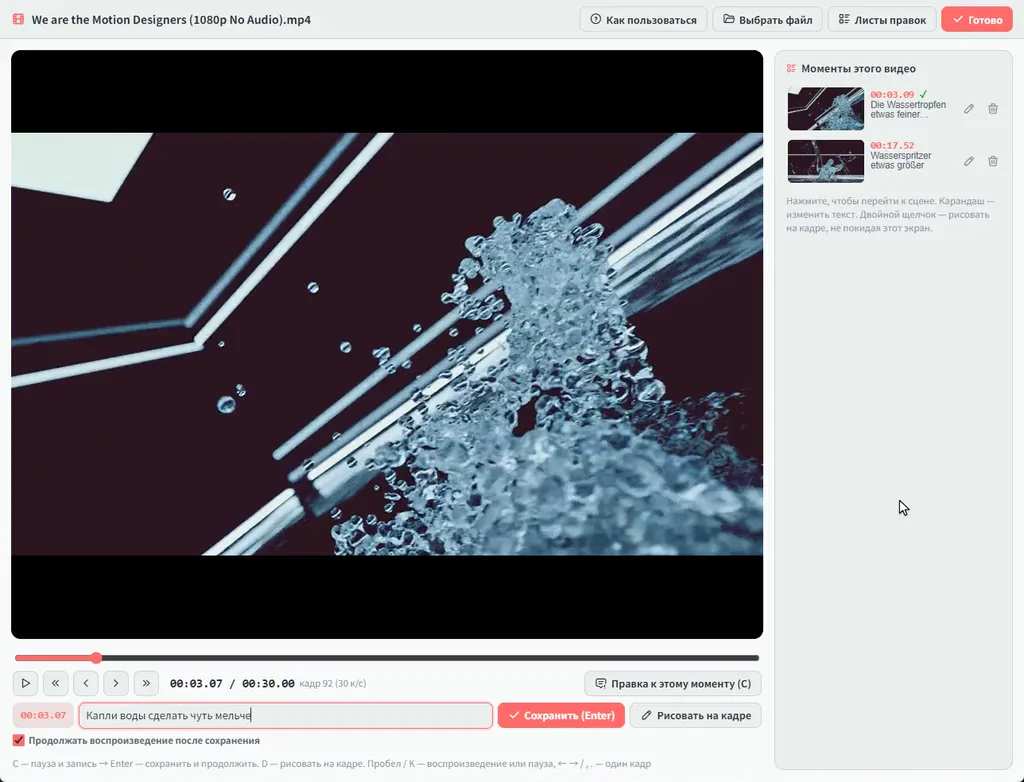 We are the Motion Designers (1080p No Audio).mp4
Как пользоваться
Выбрать файл
Листы правок
Готово
Моменты этого видео
00:03.09 ✓
Die Wassertropfen
etwas feiner…
00:17.52
Wasserspritzer
etwas größer
Нажмите, чтобы перейти к сцене. Карандаш —
изменить текст. Двойной щелчок — рисовать
на кадре, не покидая этот экран.
00:03.07 / 00:30.00 кадр 92 (30 к/с)
Правка к этому моменту (C)
00:03.07
Капли воды сделать чуть мельче
Сохранить (Enter)
Рисовать на кадре
Продолжать воспроизведение после сохранения
C — пауза и запись → Enter — сохранить и продолжить. D — рисовать на кадре. Пробел / K — воспроизведение или пауза, ← → / , . — один кадр